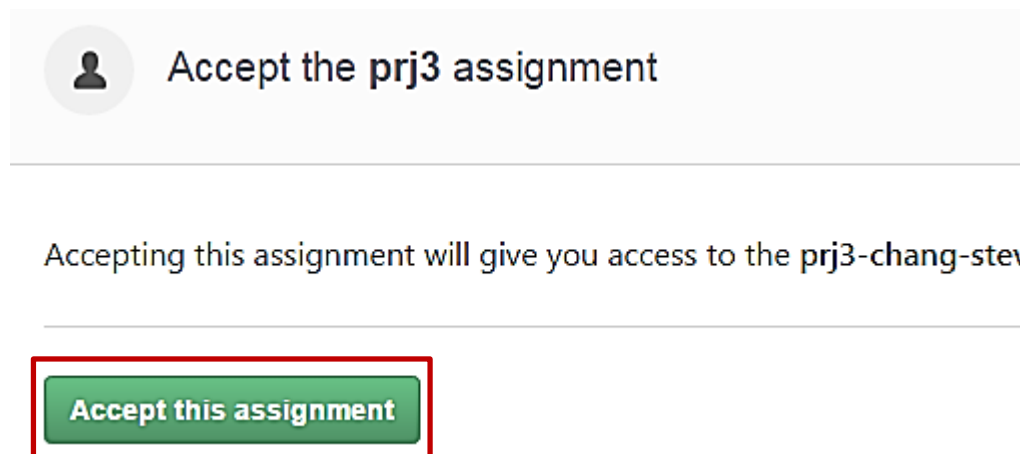 Accept the prj3 assignment
Accepting this assignment will give you access to the prj3-chang-stev
Accept this assignment